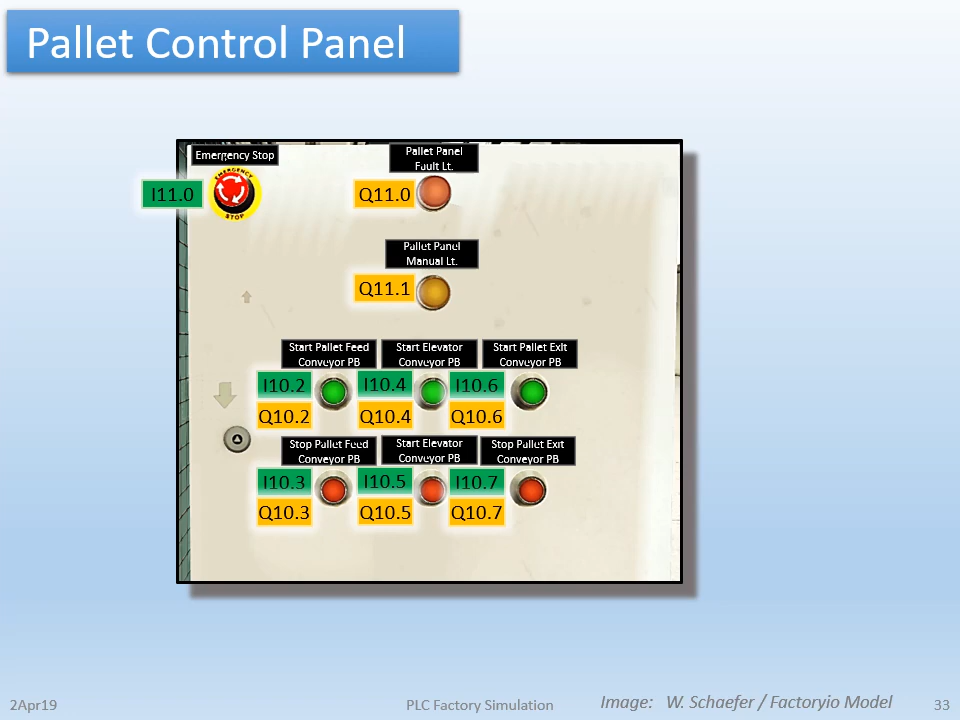 Pallet Control Panel
Emergency Stop
Pallet Panel
Fault Lt.
I11.0
EMERGENCY
STOP
Q11.0
Pallet Panel
Manual Lt.
Q11.1
Start Pallet Feed
Conveyor PB
Start Elevator
Conveyor PB
Start Pallet Exit
Conveyor PB
I10.2
I10.4
I10.6
Q10.2
Q10.4
Q10.6
Stop Pallet Feed
Conveyor PB
Start Elevator
Conveyor PB
Stop Pallet Exit
Conveyor PB
I10.3
I10.5
I10.7
Q10.3
Q10.5
Q10.7
2Apr19
PLC Factory Simulation
Image: W. Schaefer / Factoryio Model
33